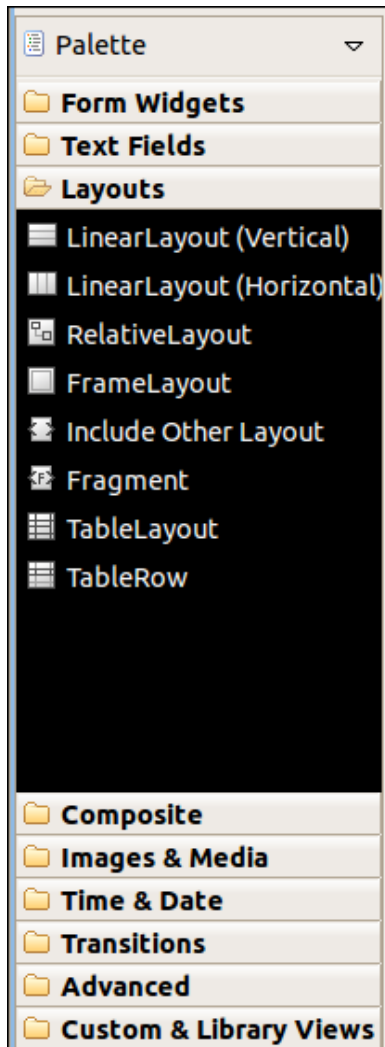 Palette
Form Widgets
Text Fields
Layouts
LinearLayout (Vertical)
LinearLayout (Horizontal)
RelativeLayout
FrameLayout
Include Other Layout
Fragment
TableLayout
TableRow
Composite
Images & Media
Time & Date
Transitions
Advanced
Custom & Library Views